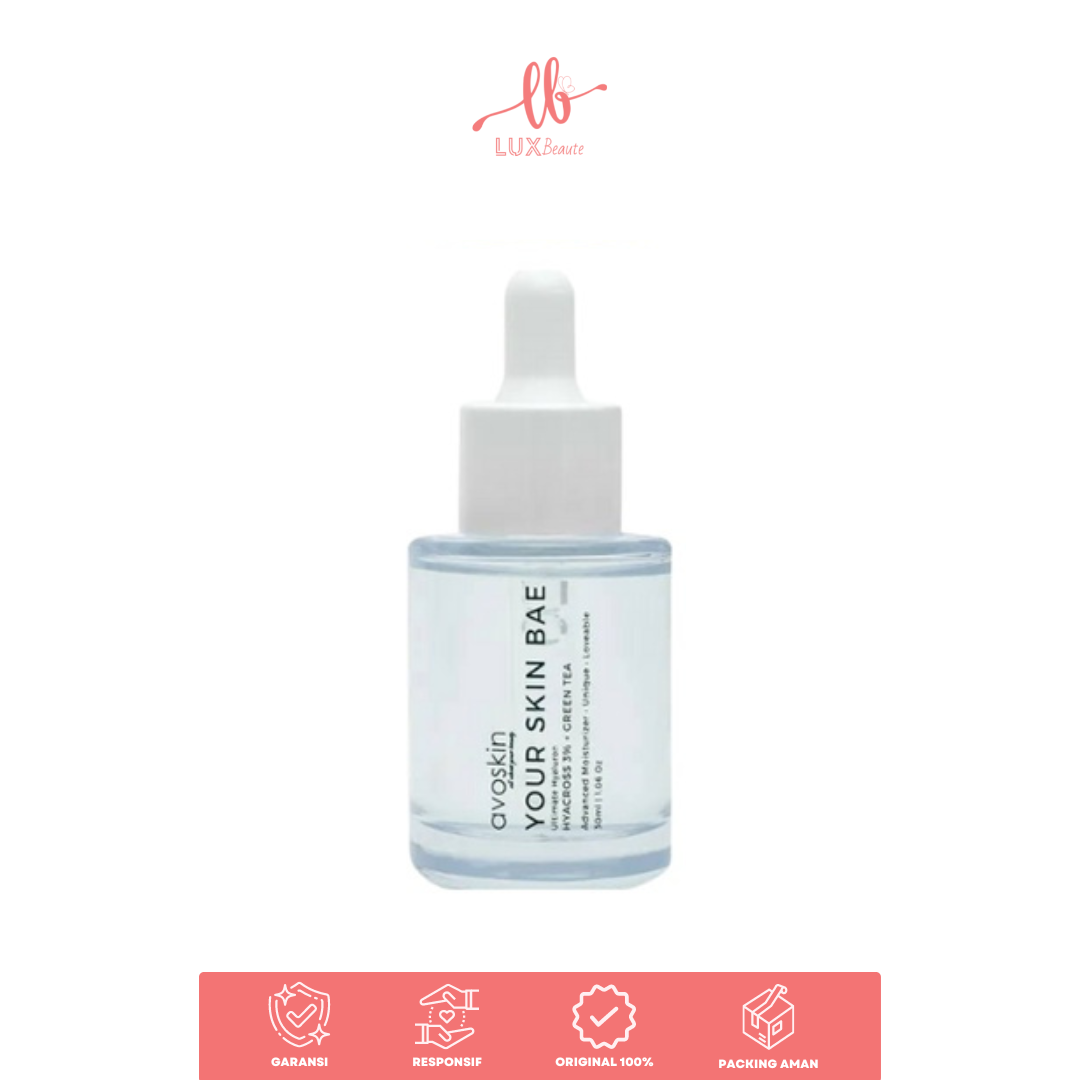 lb
LUX Beaute
avoskin
YOUR SKIN BAE
Ultimate Hyaluron
HYACROSS 3% + GREEN TEA
Advanced Moisturizer · Unique · Loveable
30ml | 1.06 Oz
GARANSI
RESPONSIF
ORIGINAL 100%
PACKING AMAN